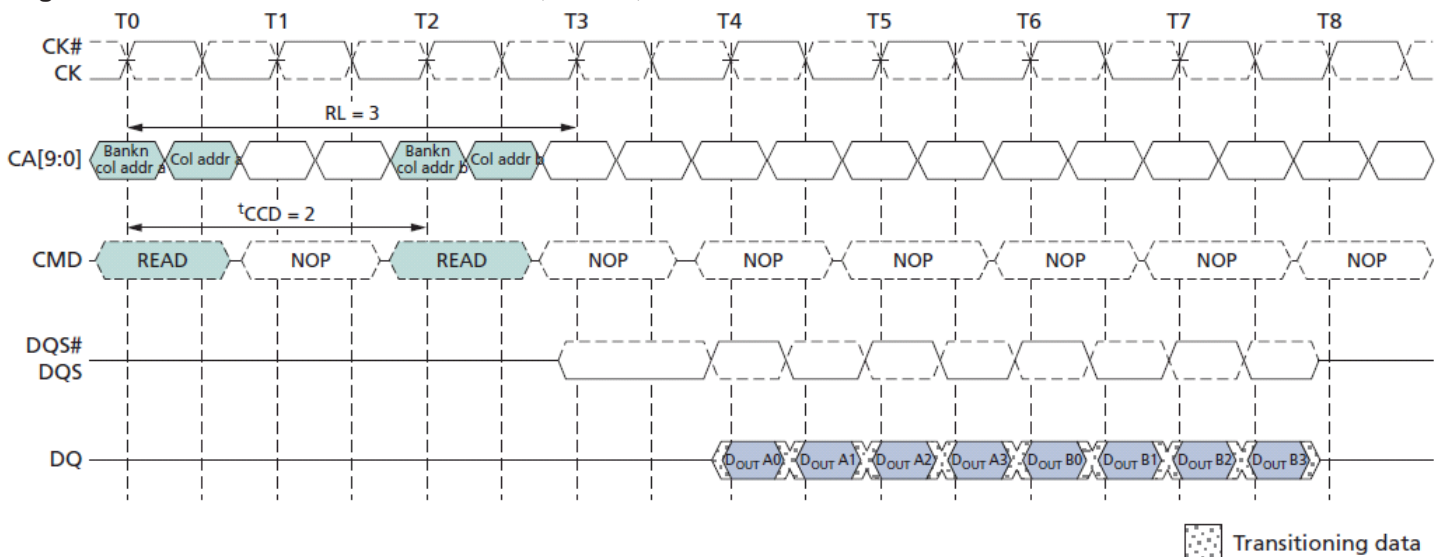 T0 T1 T2 T3 T4 T5 T6 T7 T8
CK#
CK
RL = 3
CA[9:0] Bankn col addr a Col addr a Bankn col addr b Col addr b
tCCD = 2
CMD READ NOP READ NOP NOP NOP NOP NOP NOP
DQS#
DQS
DQ DOUT A0 DOUT A1 DOUT A2 DOUT A3 DOUT B0 DOUT B1 DOUT B2 DOUT B3
Transitioning data